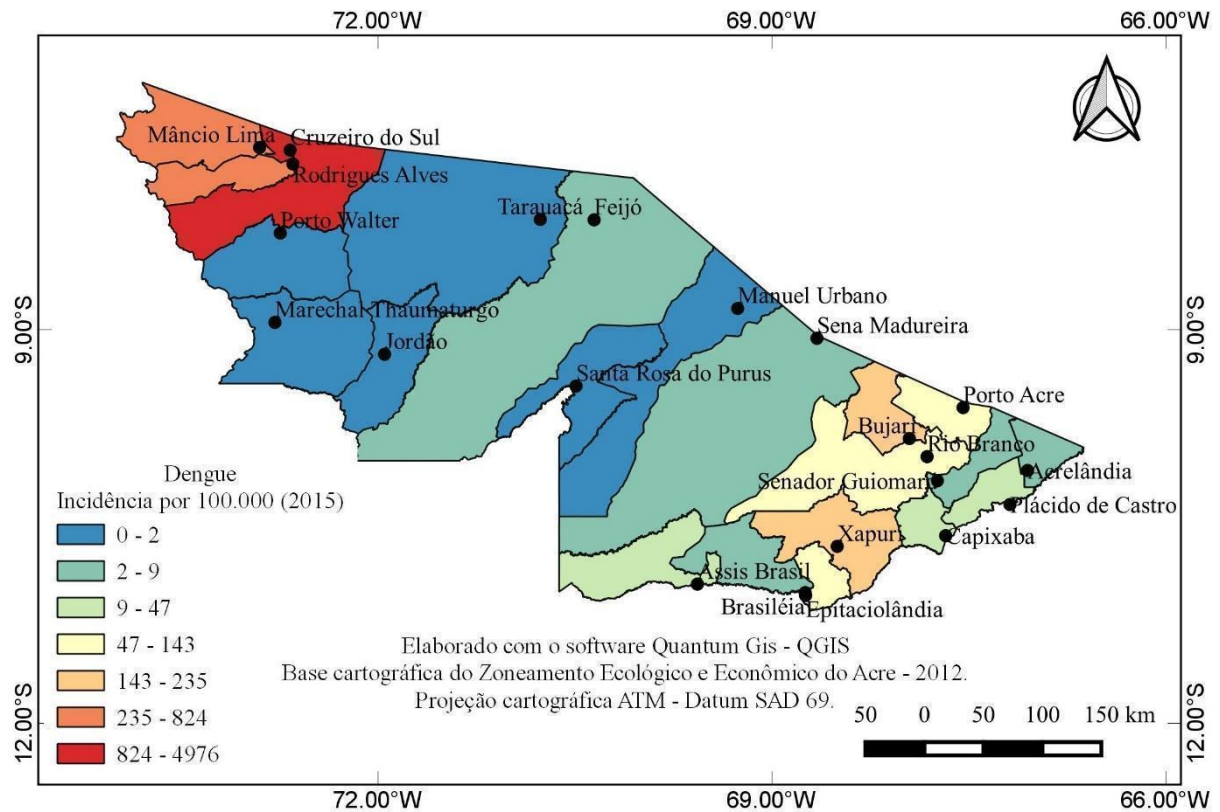 72.00°W 69.00°W 66.00°W
Mâncio Lima
Cruzeiro do Sul
Rodrigues Alves
Porto Walter
Tarauacá
Feijó
Marechal Thaumaturgo
Jordão
Manuel Urbano
Sena Madureira
Santa Rosa do Purus
Porto Acre
Bujari
Rio Branco
Senador Guiomard
Acrelândia
Plácido de Castro
Capixaba
Xapuri
Assis Brasil
Brasiléia
Epitaciolândia
9.00°S
9.00°S
12.00°S
12.00°S
Dengue
Incidência por 100.000 (2015)
0 - 2
2 - 9
9 - 47
47 - 143
143 - 235
235 - 824
824 - 4976
Elaborado com o software Quantum Gis - QGIS
Base cartográfica do Zoneamento Ecológico e Econômico do Acre - 2012.
Projeção cartográfica ATM - Datum SAD 69.
50 0 50 100 150 km
72.00°W 69.00°W 66.00°W